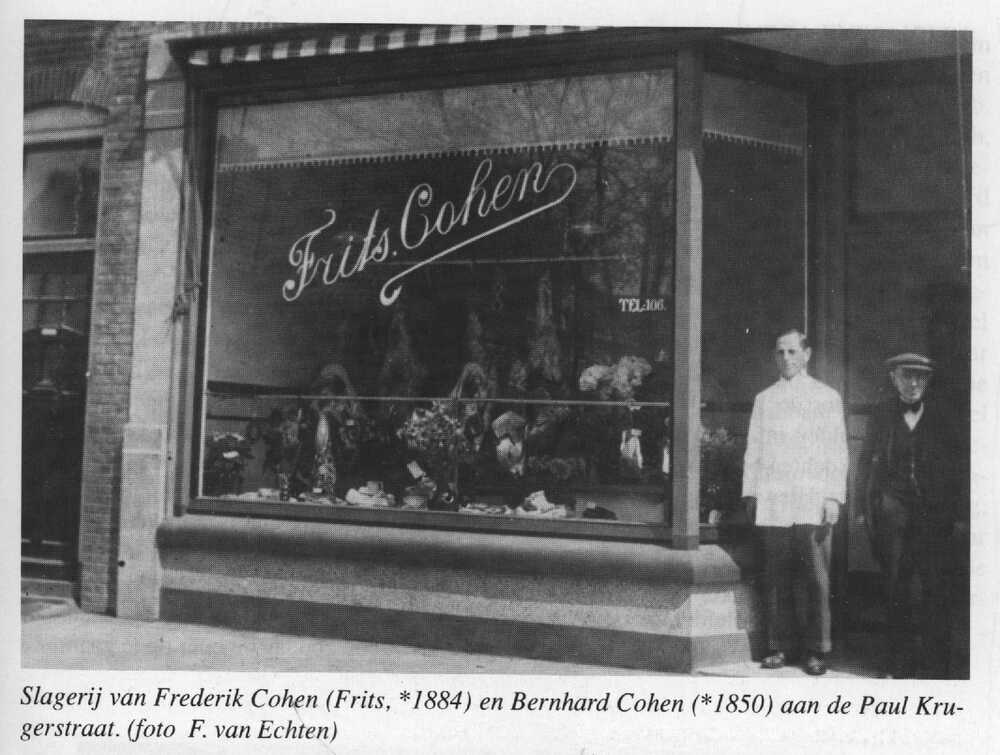 Frits. Cohen
TEL:106.
Slagerij van Frederik Cohen (Frits, *1884) en Bernhard Cohen (*1850) aan de Paul Kru-
gerstraat. (foto F. van Echten)